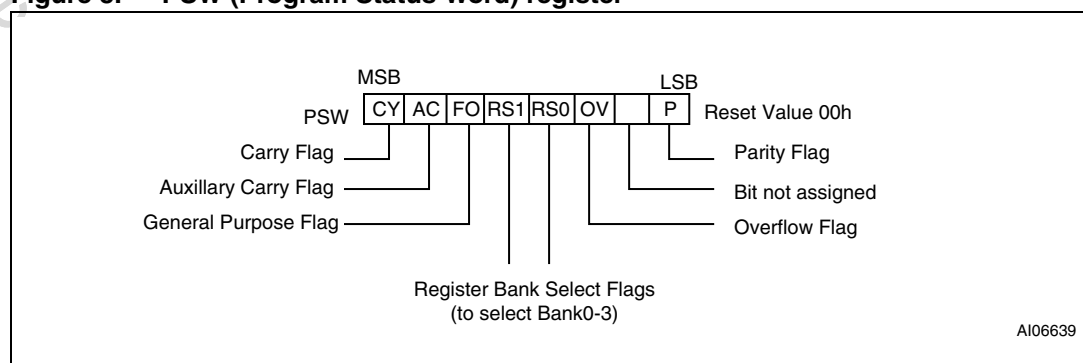 Figure 8. PSW (Program Status Word) register
MSB
LSB
PSW CY AC FO RS1 RS0 OV P Reset Value 00h
Carry Flag
Parity Flag
Auxillary Carry Flag
Bit not assigned
General Purpose Flag
Overflow Flag
Register Bank Select Flags
(to select Bank0-3)
AI06639